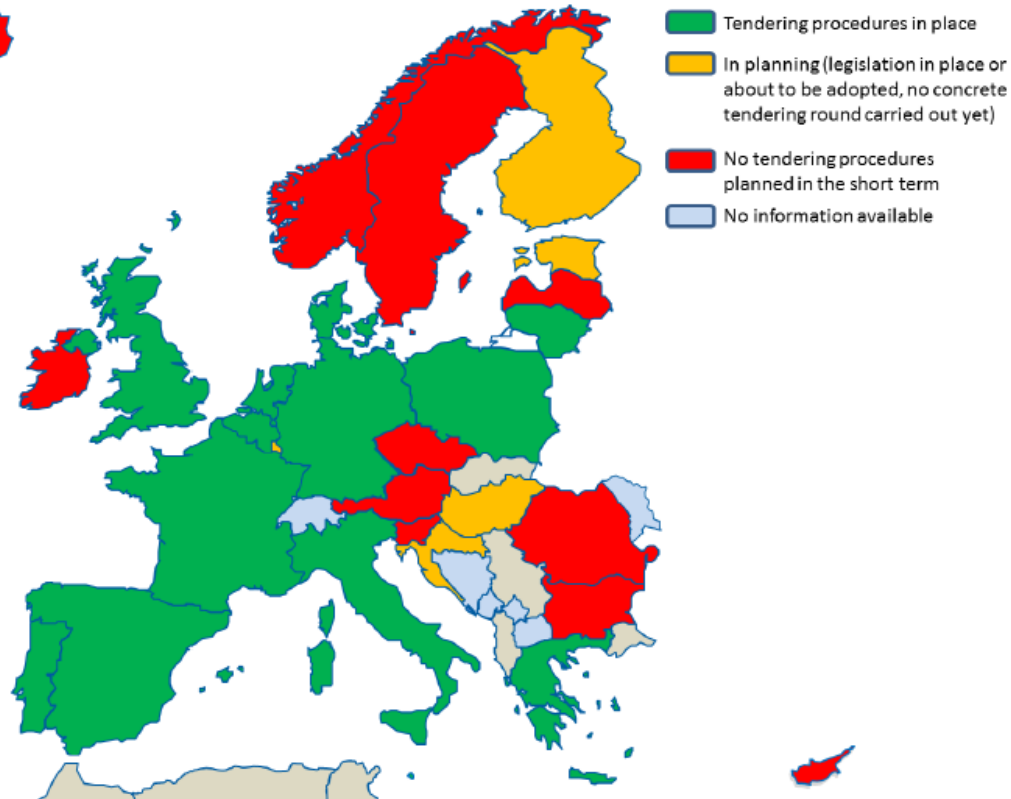 Tendering procedures in place
In planning (legislation in place or
about to be adopted, no concrete
tendering round carried out yet)
No tendering procedures
planned in the short term
No information available